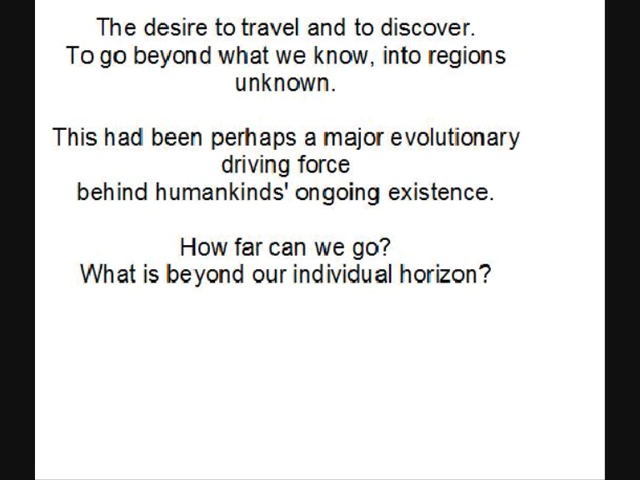 The desire to travel and to discover.
To go beyond what we know, into regions
unknown.
This had been perhaps a major evolutionary
driving force
behind humankinds' ongoing existence.
How far can we go?
What is beyond our individual horizon?